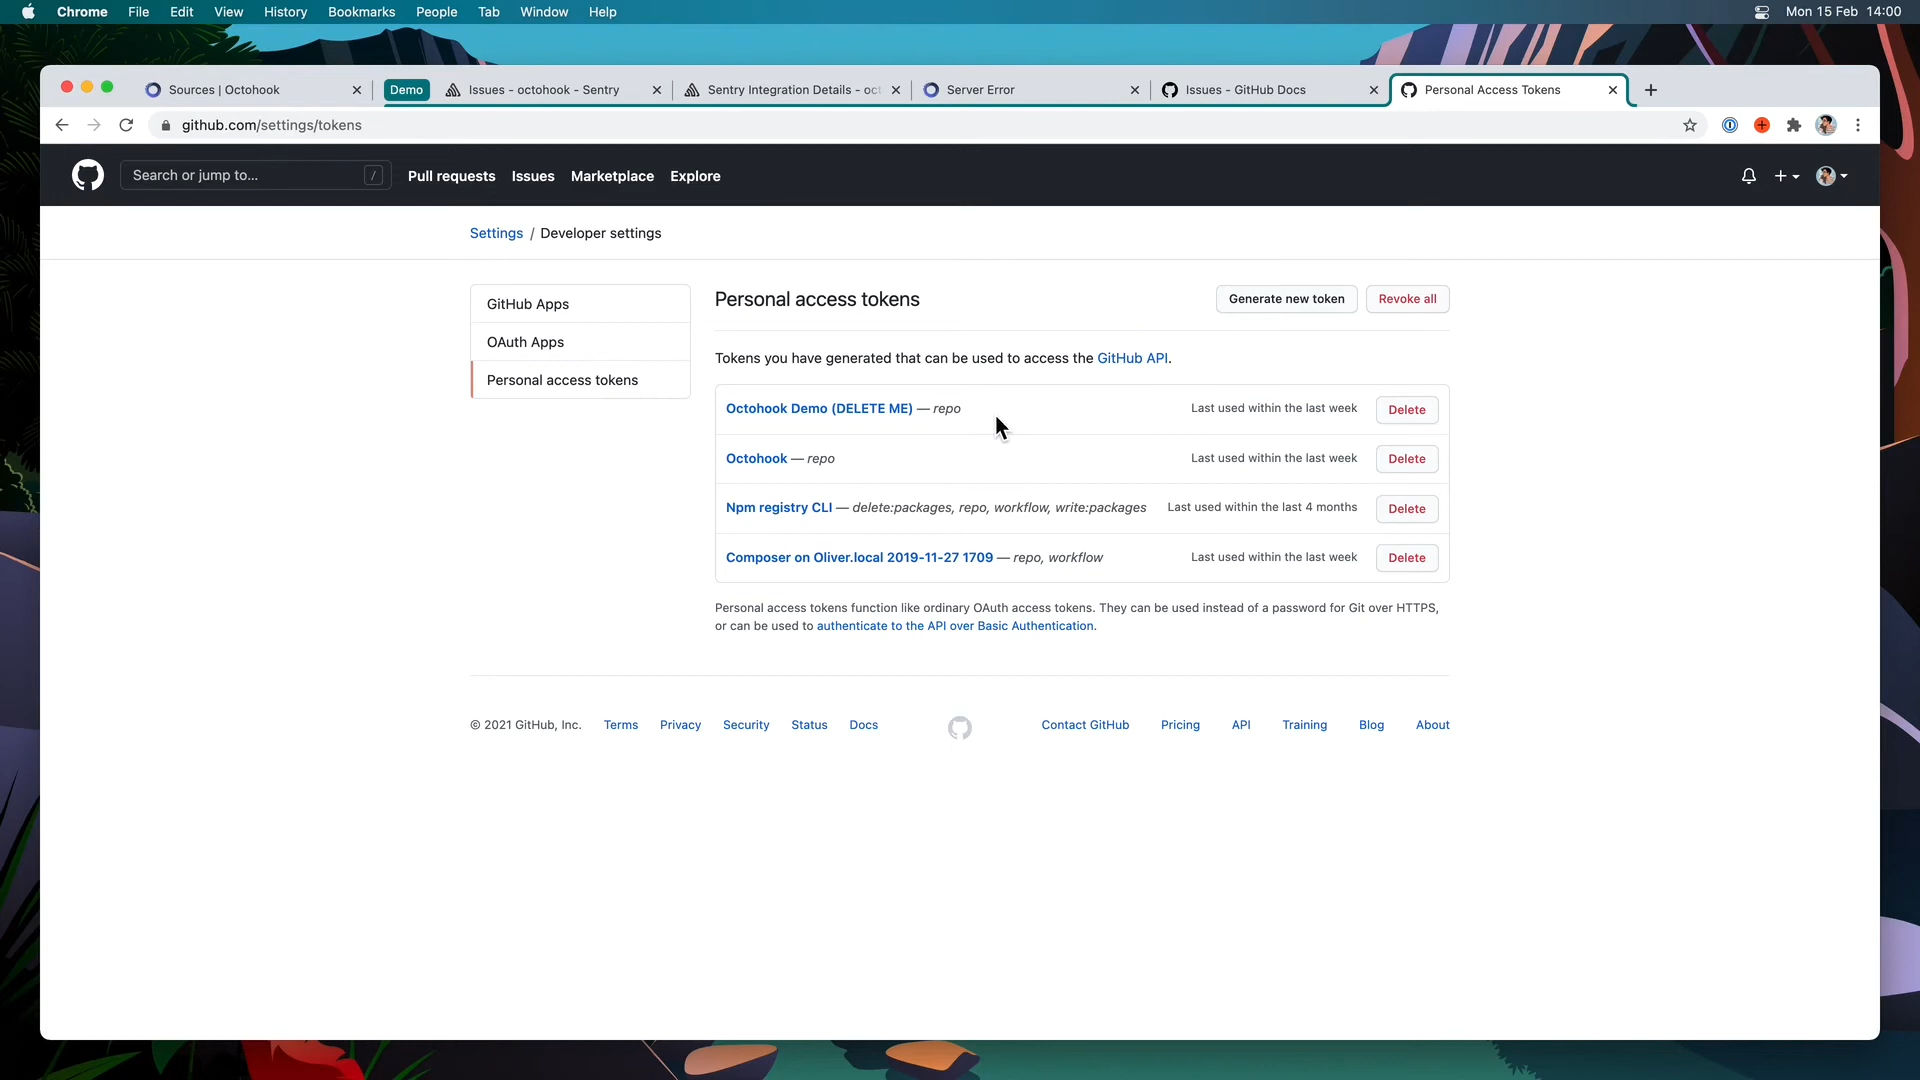 Chrome File Edit View History Bookmarks People Tab Window Help Mon 15 Feb 14:00
Sources | Octohook Demo Issues - octohook - Sentry Sentry Integration Details - oct Server Error Issues - GitHub Docs Personal Access Tokens
github.com/settings/tokens
Search or jump to... / Pull requests Issues Marketplace Explore
Settings / Developer settings
GitHub Apps
OAuth Apps
Personal access tokens
Personal access tokens Generate new token Revoke all
Tokens you have generated that can be used to access the GitHub API.
Octohook Demo (DELETE ME) — repo Last used within the last week Delete
Octohook — repo Last used within the last week Delete
Npm registry CLI — delete:packages, repo, workflow, write:packages Last used within the last 4 months Delete
Composer on Oliver.local 2019-11-27 1709 — repo, workflow Last used within the last week Delete
Personal access tokens function like ordinary OAuth access tokens. They can be used instead of a password for Git over HTTPS,
or can be used to authenticate to the API over Basic Authentication.
© 2021 GitHub, Inc. Terms Privacy Security Status Docs Contact GitHub Pricing API Training Blog About